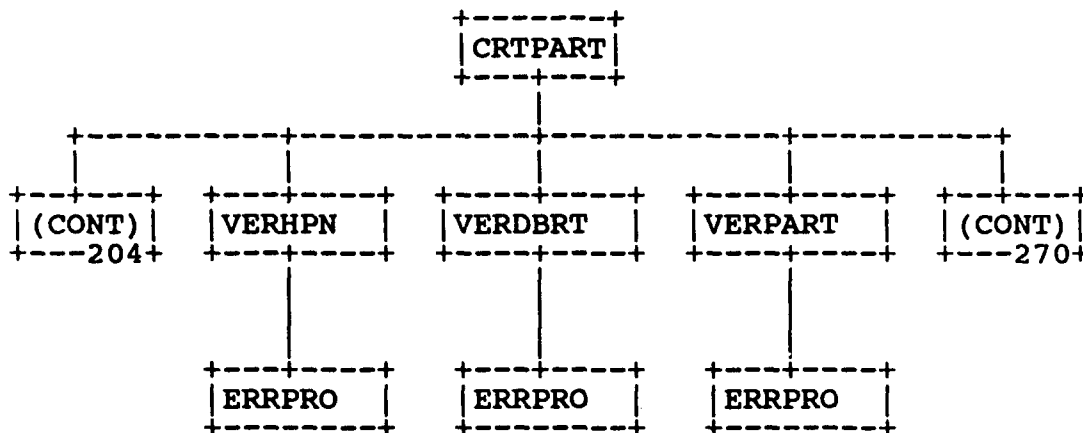 CRTPART
(CONT) VERHPN VERDBRT VERPART (CONT)
204 270
ERRPRO ERRPRO ERRPRO